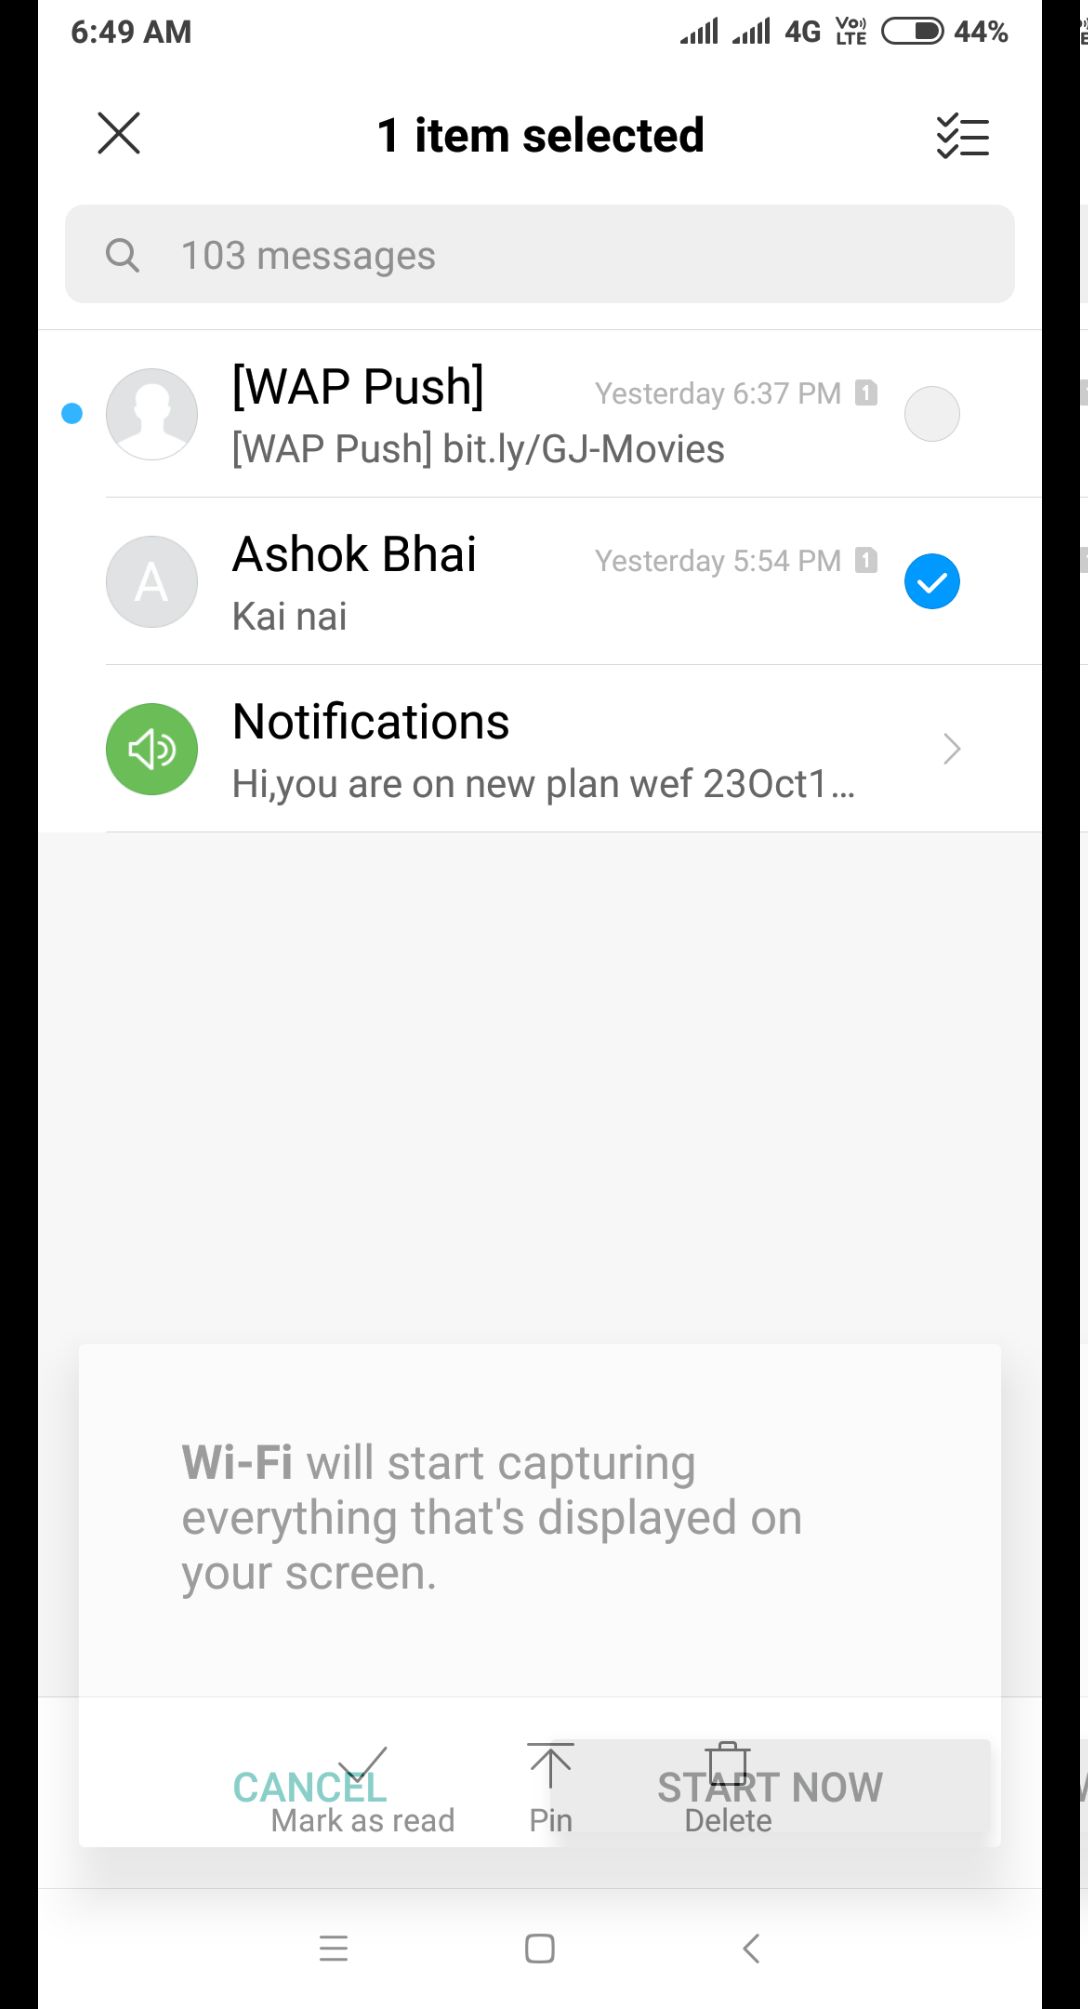 6:49 AM 4G Vo)) LTE 44%
1 item selected
103 messages
[WAP Push] Yesterday 6:37 PM 1
[WAP Push] bit.ly/GJ-Movies
A Ashok Bhai Yesterday 5:54 PM 1
Kai nai
Notifications
Hi,you are on new plan wef 23Oct1...
Wi-Fi will start capturing
everything that's displayed on
your screen.
CANCEL START NOW
Mark as read Pin Delete